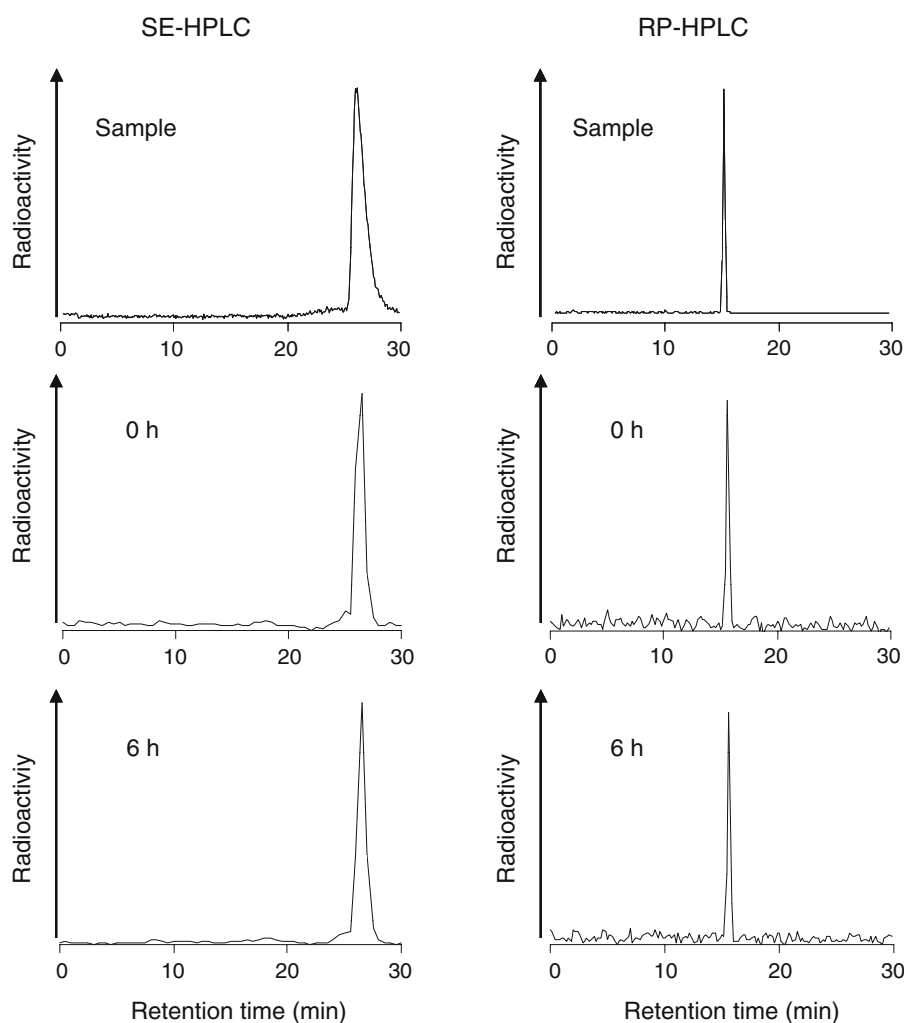 SE-HPLC
RP-HPLC
Radioactivity
Sample
0 10 20 30
Radioactivity
Sample
0 10 20 30
Radioactivity
0 h
0 10 20 30
Radioactivity
0 h
0 10 20 30
Radioactiviy
6 h
0 10 20 30
Retention time (min)
Radioactivity
6 h
0 10 20 30
Retention time (min)